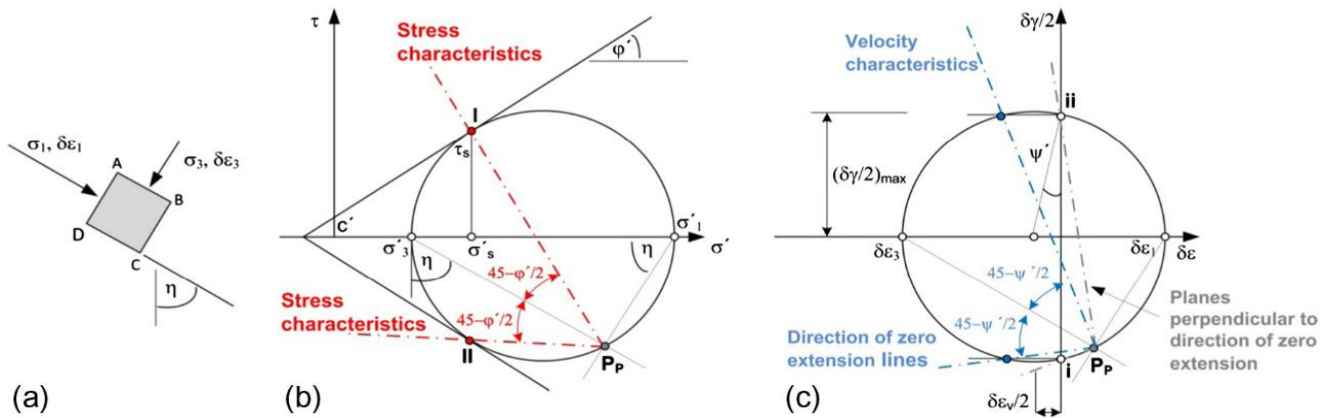 σ₁, δε₁
σ₃, δε₃
A
B
D
C
η
(a)
τ
Stress
characteristics
φ´
I
τₛ
c´
σ´₃
σ´ₛ
σ´₁
σ´
η
η
45–φ´/2
45–φ´/2
Stress
characteristics
II
Pₚ
(b)
δγ/2
Velocity
characteristics
ii
ψ´
(δγ/2)max
δε₃
δε₁
δε
45–ψ´/2
45–ψ´/2
Planes
perpendicular to
direction of zero
extension
Direction of zero
extension lines
i
Pₚ
δεᵥ/2
(c)